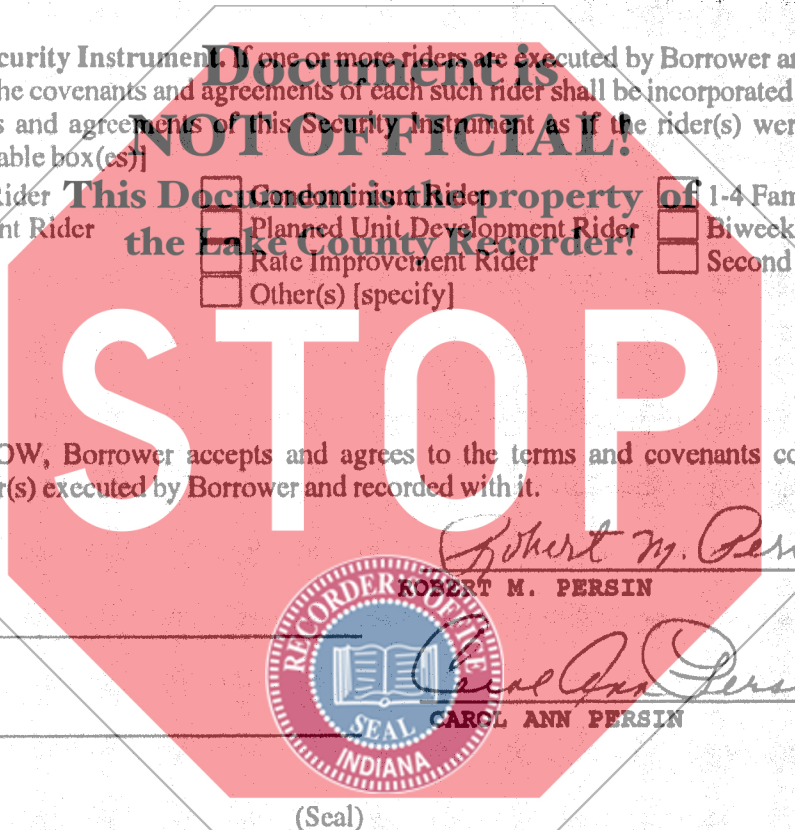 curity Instrument. If one or more riders are executed by Borrower an
he covenants and agreements of each such rider shall be incorporated
s and agreements of this Security Instrument as if the rider(s) wer
able box(es)]
Rider Condominium Rider 1-4 Fam
nt Rider Planned Unit Development Rider Biweek
Rate Improvement Rider Second
Other(s) [specify]
Document is
NOT OFFICIAL!
This Document is the property of
the Lake County Recorder!
STOP
OW, Borrower accepts and agrees to the terms and covenants co
r(s) executed by Borrower and recorded with it.
Robert M. Persi
ROBERT M. PERSIN
Carol Ann Persi
CAROL ANN PERSIN
RECORDER OFFICE
SEAL
INDIANA
(Seal)